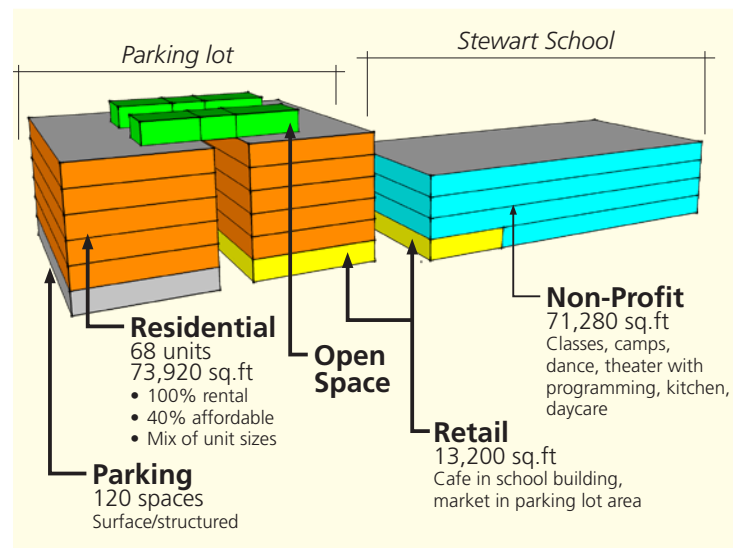 Parking lot
Stewart School
Residential
68 units
73,920 sq.ft
• 100% rental
• 40% affordable
• Mix of unit sizes
Parking
120 spaces
Surface/structured
Open
Space
Non-Profit
71,280 sq.ft
Classes, camps,
dance, theater with
programming, kitchen,
daycare
Retail
13,200 sq.ft
Cafe in school building,
market in parking lot area